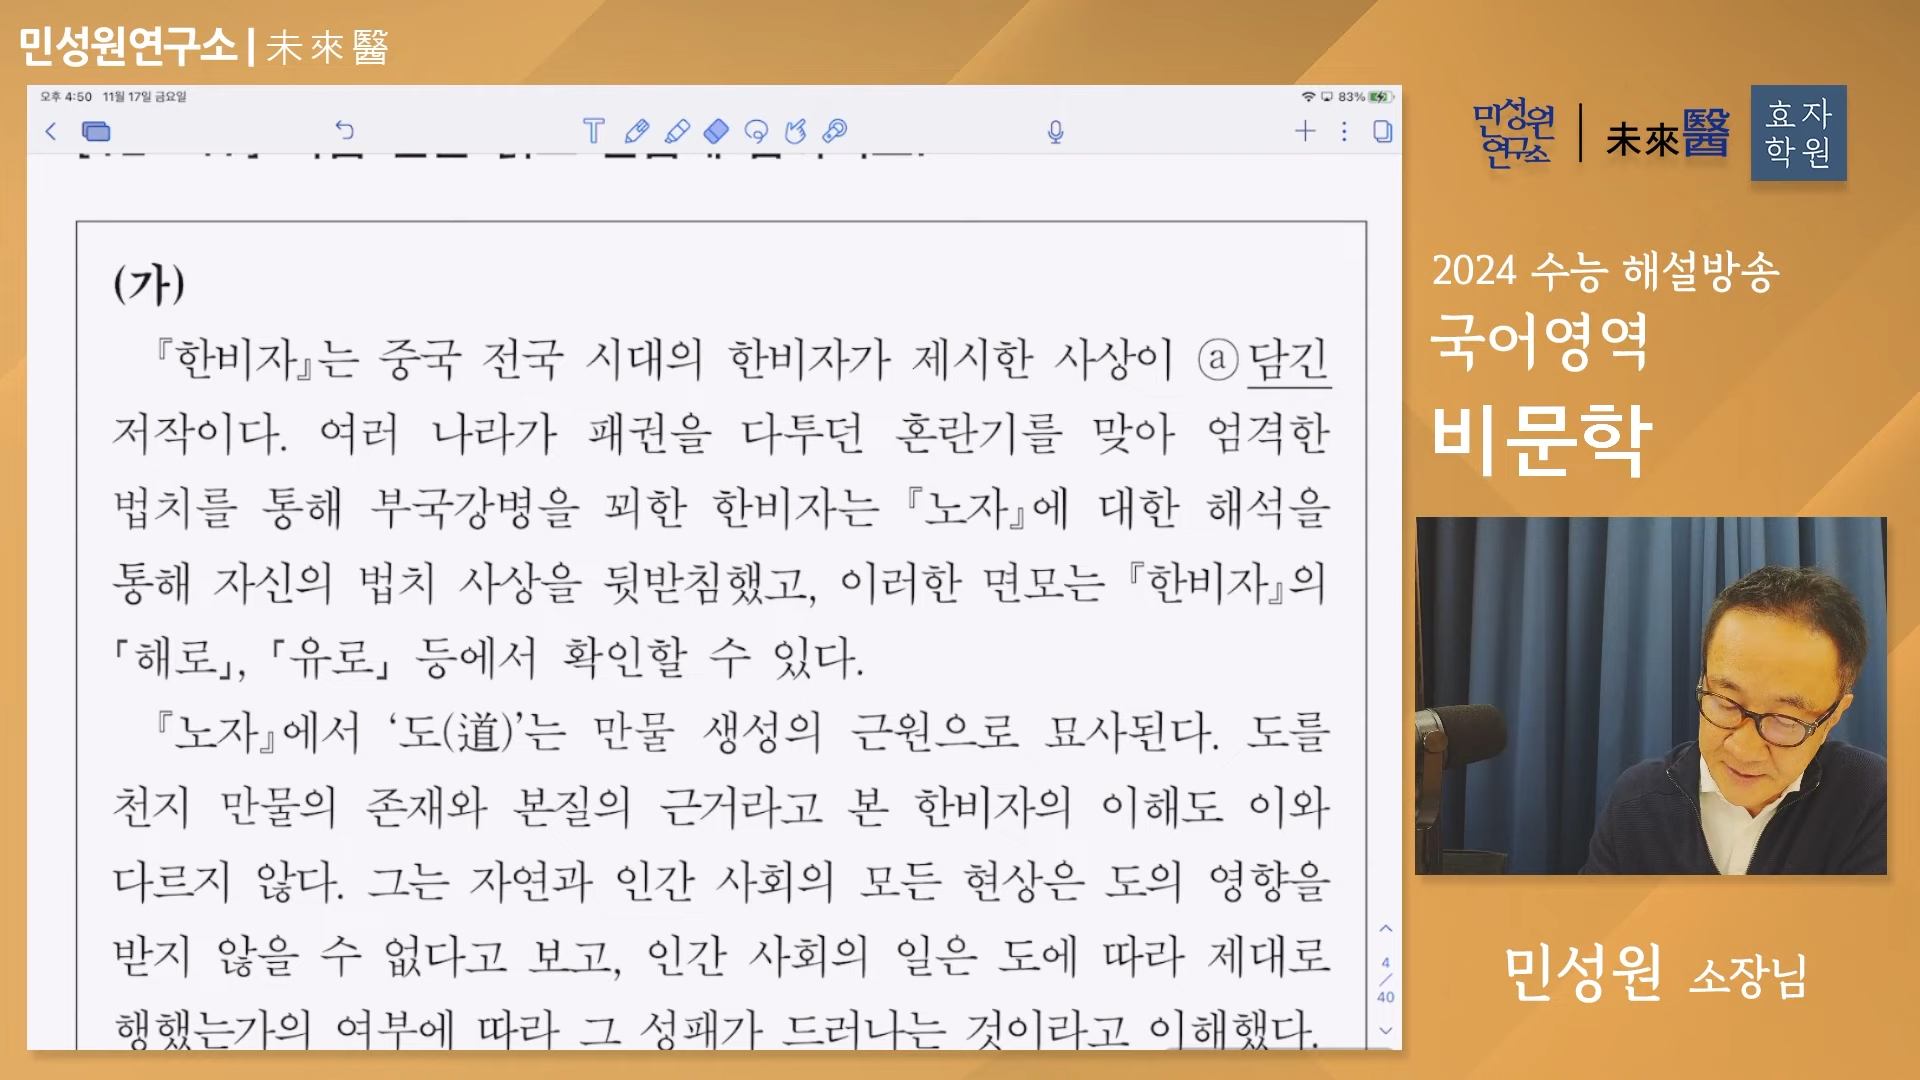 민성원연구소 | 未來醫
오후 4:50 11월 17일 금요일
83%
(가)
『한비자』는 중국 전국 시대의 한비자가 제시한 사상이 ⓐ담긴
저작이다. 여러 나라가 패권을 다투던 혼란기를 맞아 엄격한
법치를 통해 부국강병을 꾀한 한비자는 『노자』에 대한 해석을
통해 자신의 법치 사상을 뒷받침했고, 이러한 면모는 『한비자』의
「해로」, 「유로」 등에서 확인할 수 있다.
『노자』에서 ‘도(道)’는 만물 생성의 근원으로 묘사된다. 도를
천지 만물의 존재와 본질의 근거라고 본 한비자의 이해도 이와
다르지 않다. 그는 자연과 인간 사회의 모든 현상은 도의 영향을
받지 않을 수 없다고 보고, 인간 사회의 일은 도에 따라 제대로
행했는가의 여부에 따라 그 성패가 드러나는 것이라고 이해했다.
4
/
40
민성원
연구소
未來醫
효자
학원
2024 수능 해설방송
국어영역
비문학
민성원 소장님